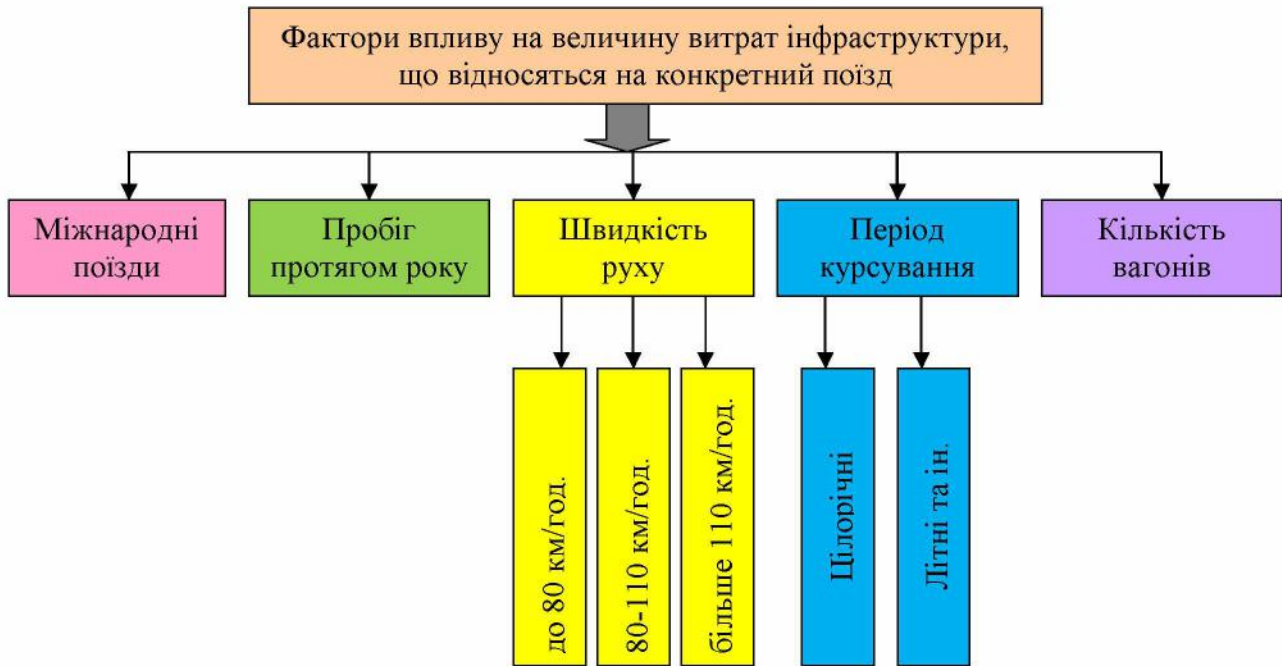 Фактори впливу на величину витрат інфраструктури,
що відносяться на конкретний поїзд
Міжнародні
поїзди
Пробіг
протягом року
Швидкість
руху
Період
курсування
Кількість
вагонів
до 80 км/год.
80-110 км/год.
більше 110 км/год.
Цілорічні
Літні та ін.